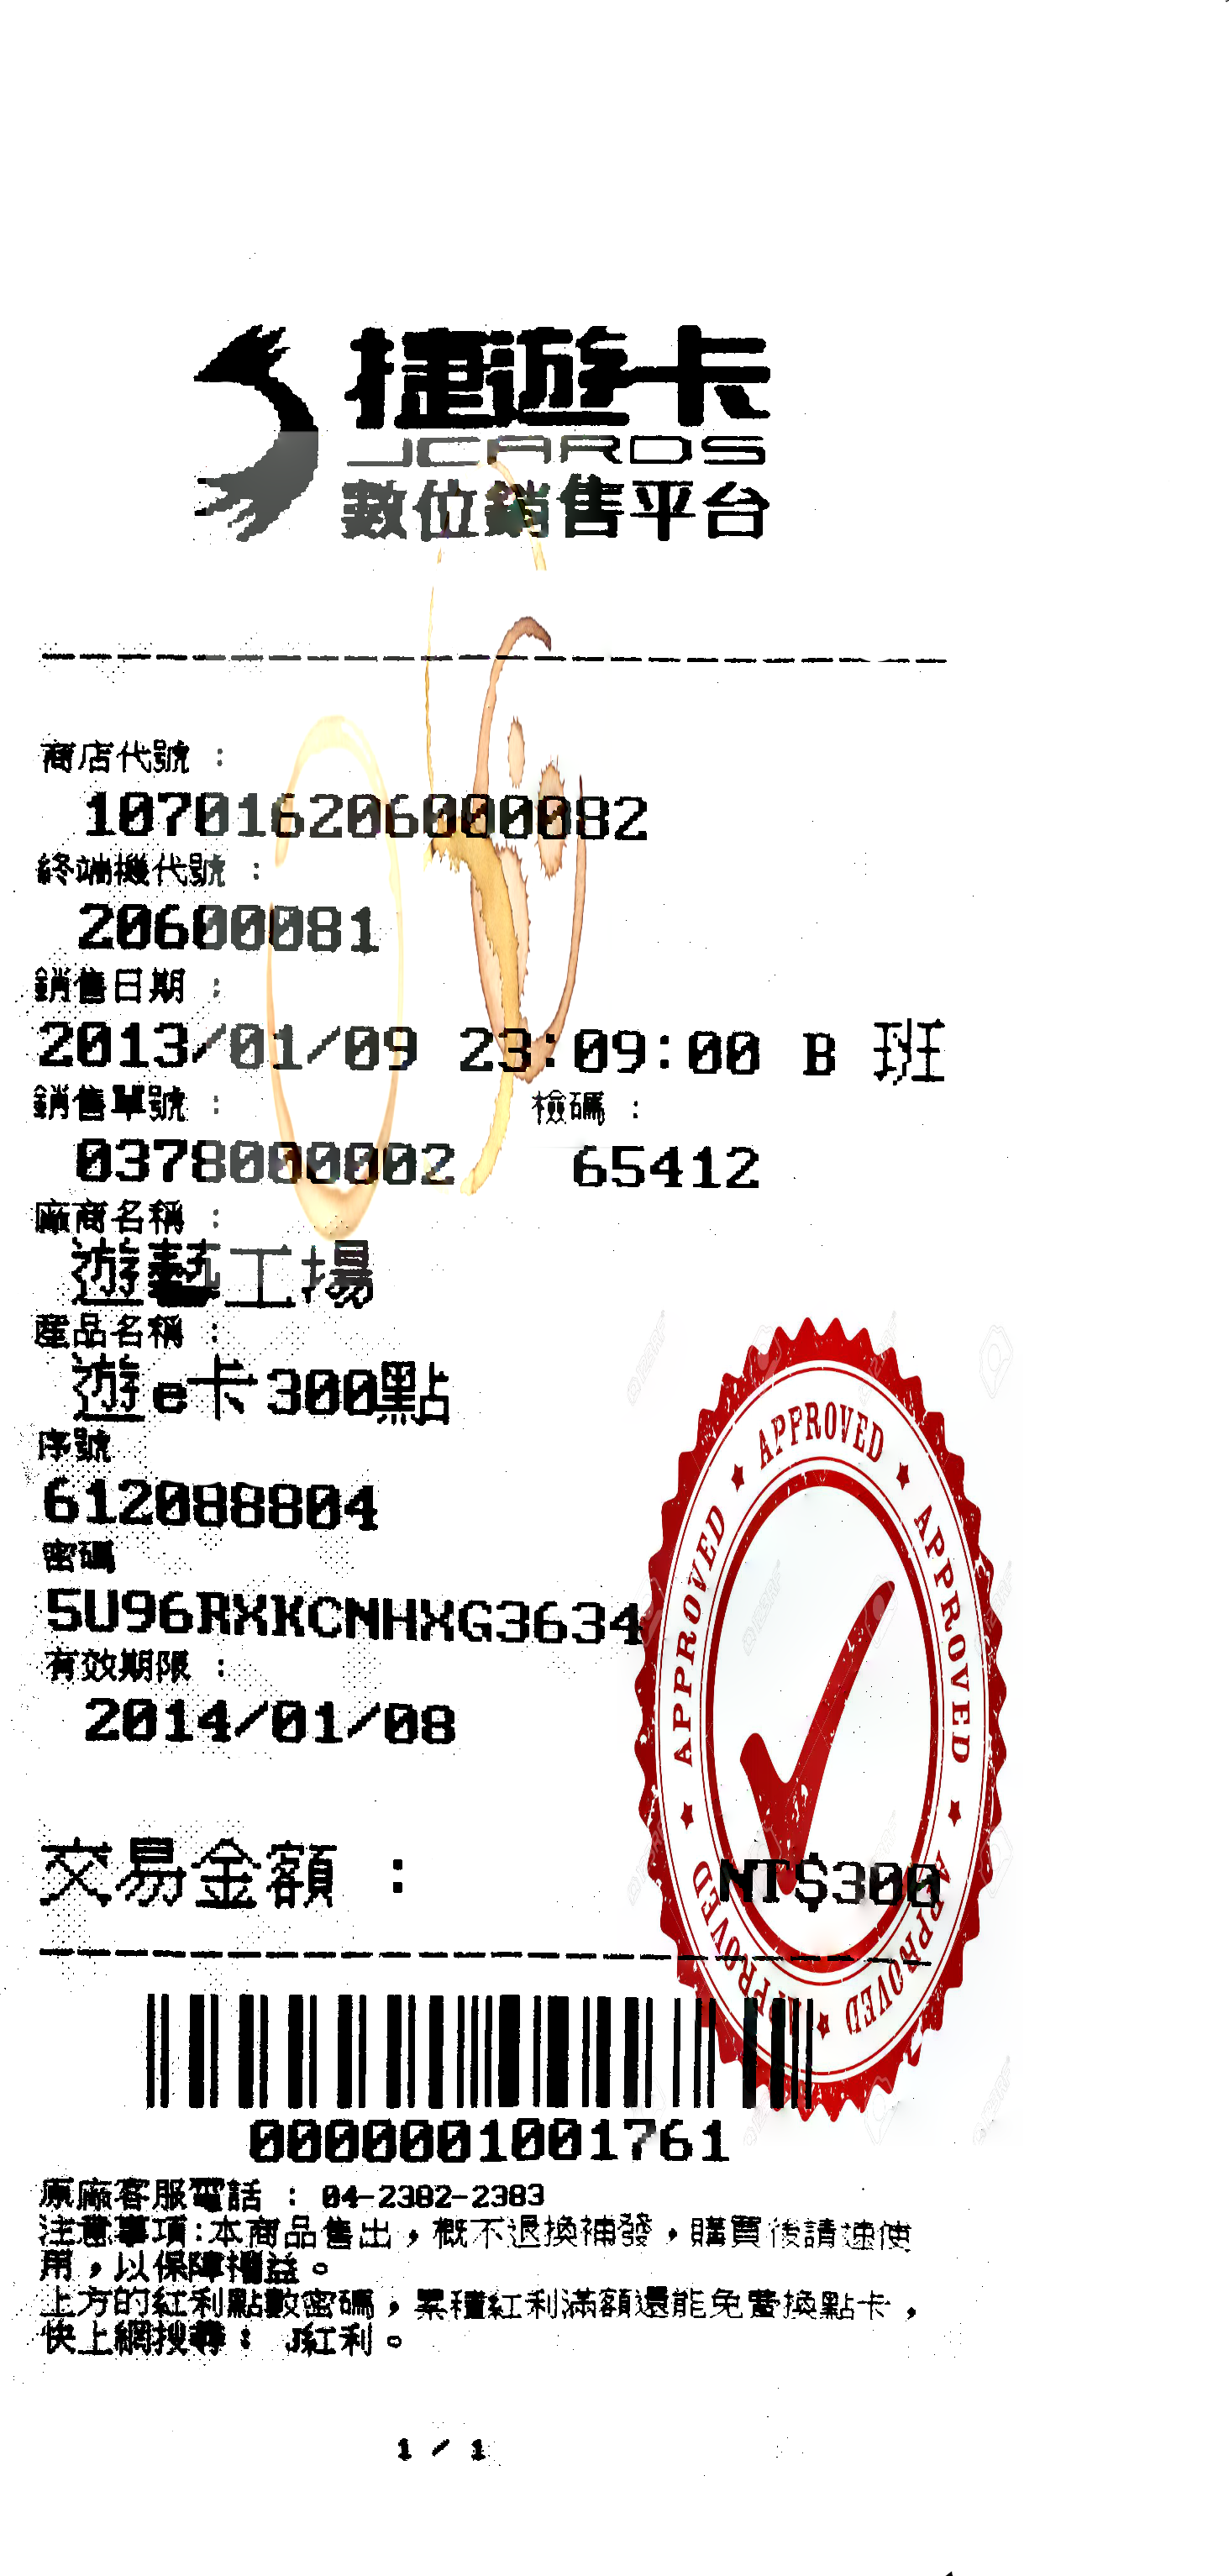 捷遊卡
JCARDS
數位銷售平台
商店代號 :
107016206000082
終端機代號 :
20600081
銷售日期 :
2013/01/09 23:09:00 B 班
銷售單號 : 檢碼 :
0378000002 65412
廠商名稱 :
遊藝工場
產品名稱 :
遊e卡300點
序號
612088804
密碼
5U96RXKCNHXG3634
有效期限 :
2014/01/08
APPROVED APPROVED APPROVED APPROVED APPROVED APPROVED
交易金額 : NT$300
0000001001761
原廠客服電話 : 04-2382-2383
注意事項:本商品售出,概不退換補發,購買後請速使
用,以保障權益。
上方的紅利點數密碼,累積紅利滿額還能免費換點卡,
快上網搜尋: J紅利。
1 / 1